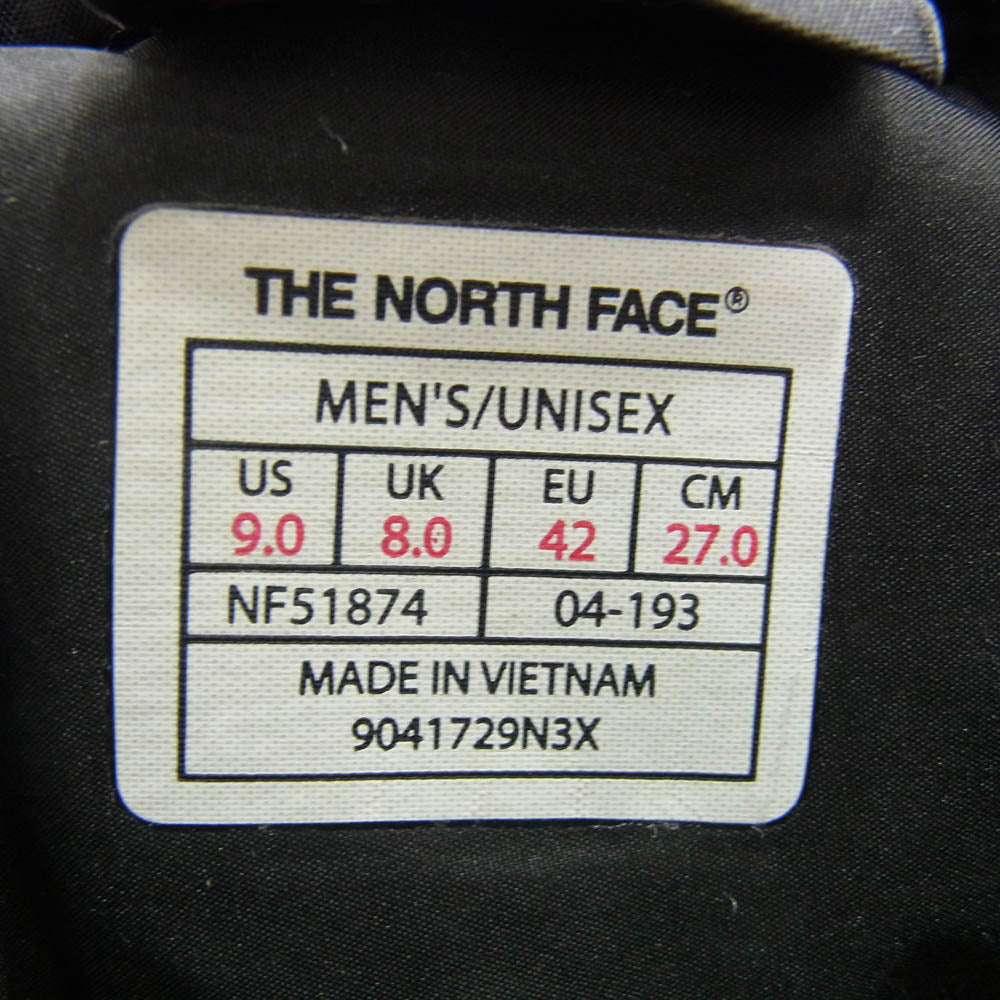 THE NORTH FACE®
MEN'S/UNISEX
US UK EU CM
9.0 8.0 42 27.0
NF51874 04-193
MADE IN VIETNAM
9041729N3X